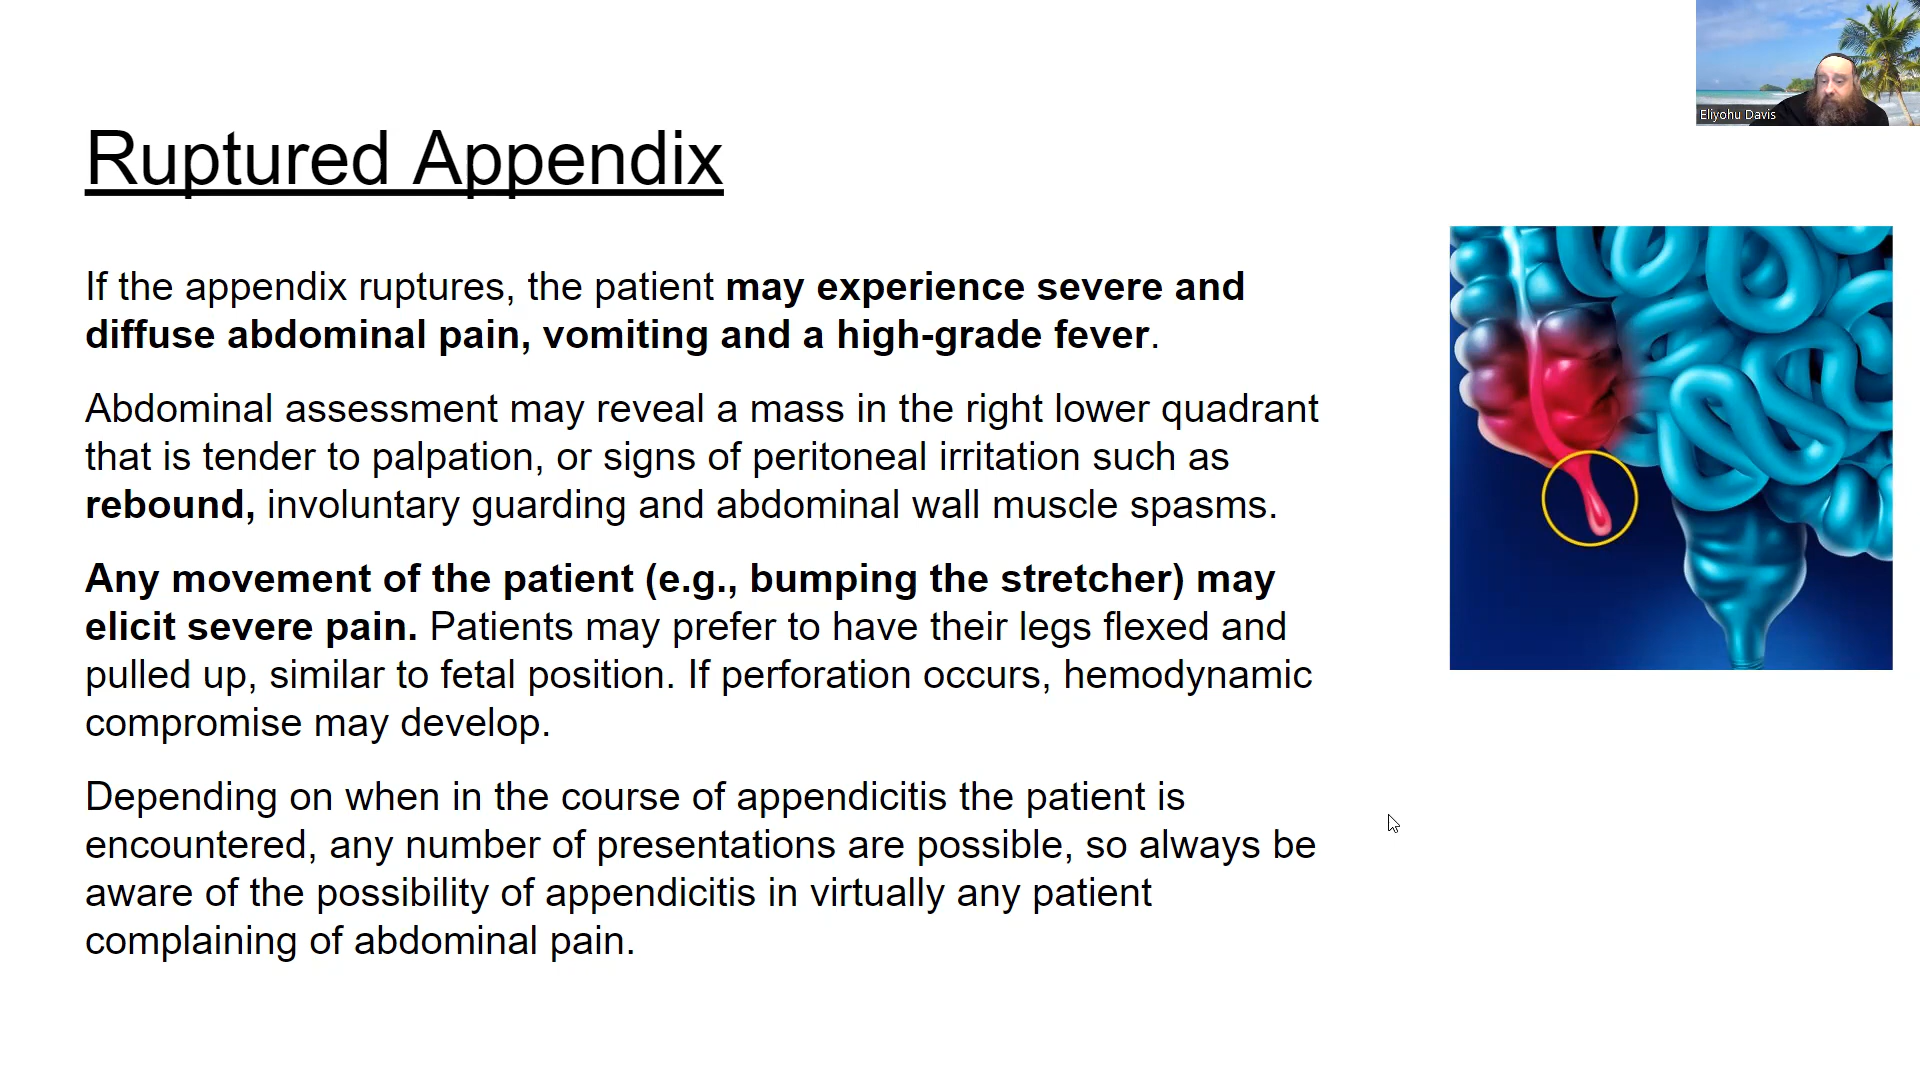 Eliyohu Davis
Ruptured Appendix
If the appendix ruptures, the patient may experience severe and
diffuse abdominal pain, vomiting and a high-grade fever.
Abdominal assessment may reveal a mass in the right lower quadrant
that is tender to palpation, or signs of peritoneal irritation such as
rebound, involuntary guarding and abdominal wall muscle spasms.
Any movement of the patient (e.g., bumping the stretcher) may
elicit severe pain. Patients may prefer to have their legs flexed and
pulled up, similar to fetal position. If perforation occurs, hemodynamic
compromise may develop.
Depending on when in the course of appendicitis the patient is
encountered, any number of presentations are possible, so always be
aware of the possibility of appendicitis in virtually any patient
complaining of abdominal pain.